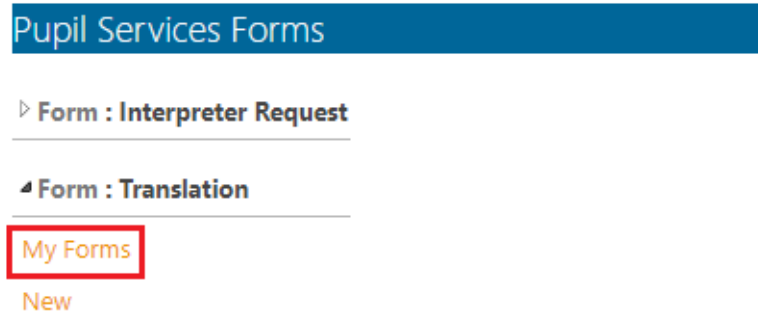 Pupil Services Forms
Form : Interpreter Request
Form : Translation
My Forms
New